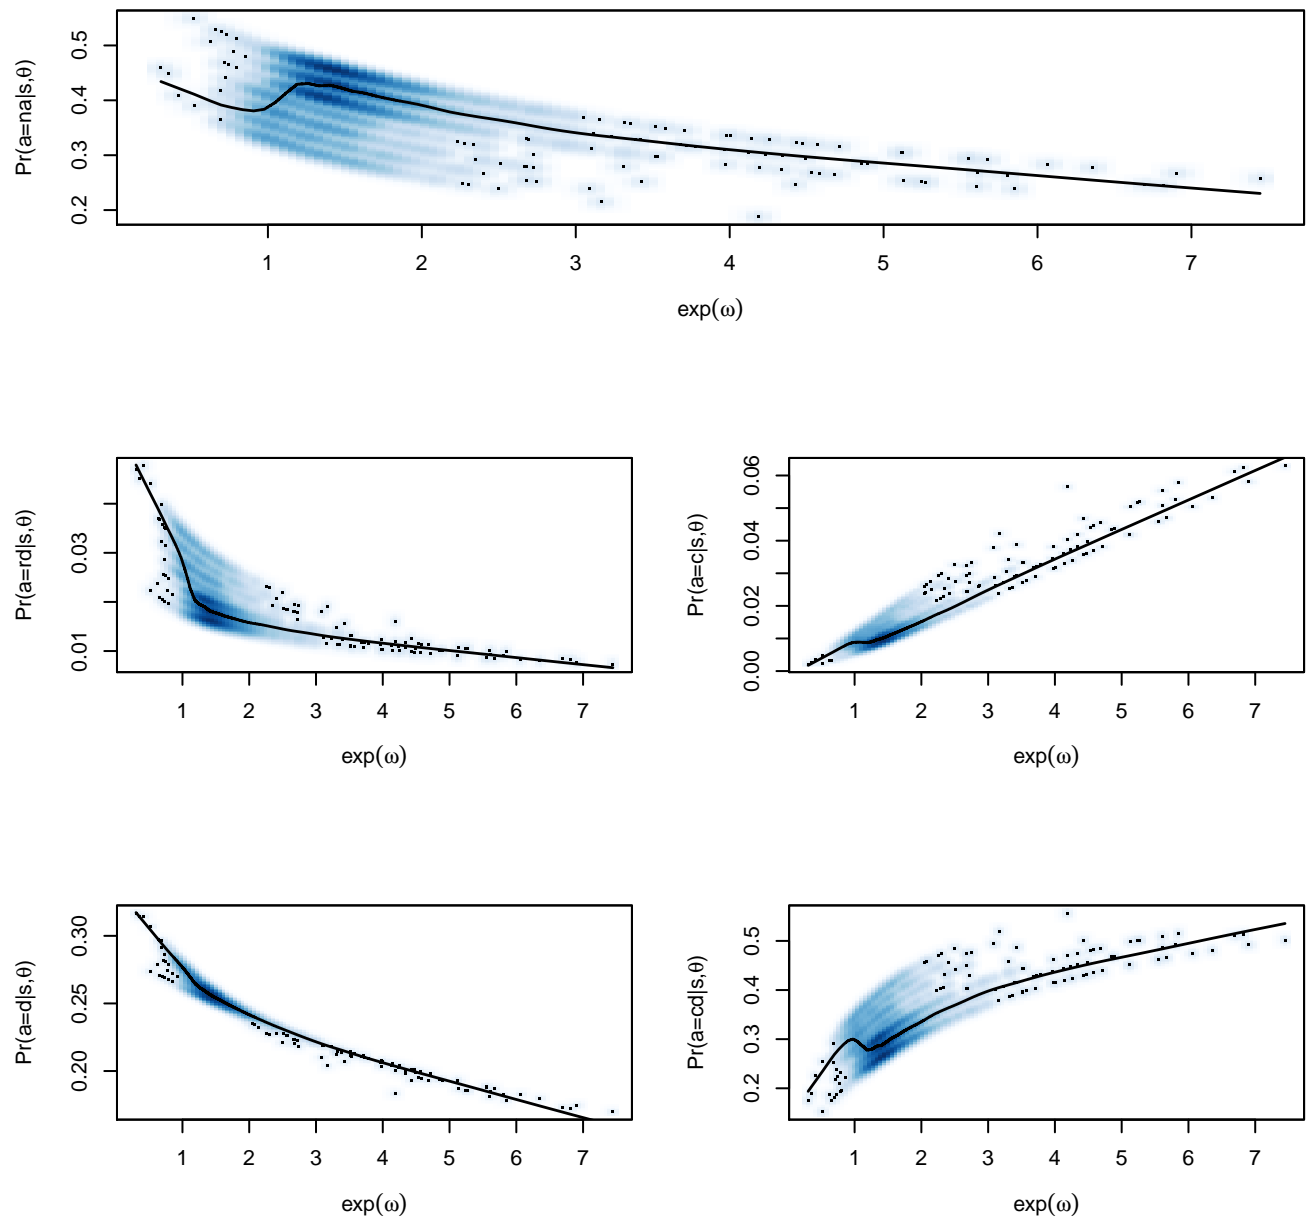 Pr(a=na|s,θ)
0.2 0.3 0.4 0.5
1 2 3 4 5 6 7
exp(ω)
Pr(a=rd|s,θ)
0.01 0.03
1 2 3 4 5 6 7
exp(ω)
Pr(a=c|s,θ)
0.00 0.02 0.04 0.06
1 2 3 4 5 6 7
exp(ω)
Pr(a=d|s,θ)
0.20 0.25 0.30
1 2 3 4 5 6 7
exp(ω)
Pr(a=cd|s,θ)
0.2 0.3 0.4 0.5
1 2 3 4 5 6 7
exp(ω)